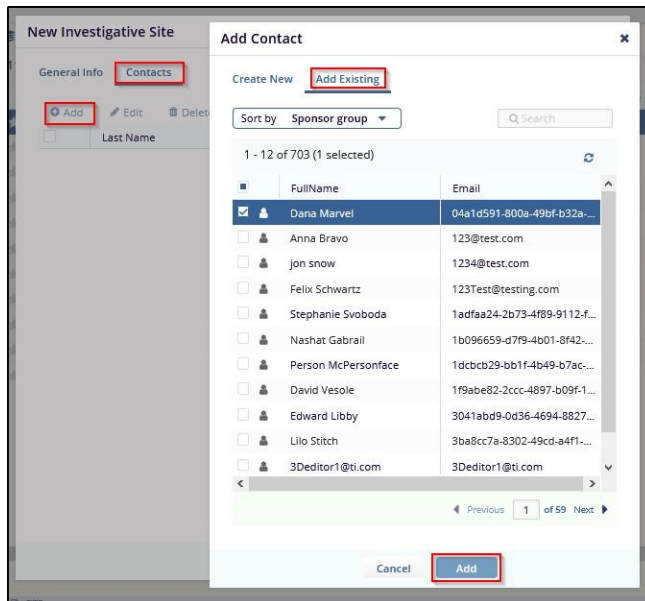 New Investigative Site
General Info Contacts
Add Edit Delet
Last Name
Add Contact
Create New Add Existing
Sort by Sponsor group
Search
1 - 12 of 703 (1 selected)
FullName Email
Dana Marvel 04a1d591-800a-49bf-b32a-...
Anna Bravo 123@test.com
jon snow 1234@test.com
Felix Schwartz 123Test@testing.com
Stephanie Svoboda 1adfaa24-2b73-4f89-9112-f...
Nashat Gabrail 1b096659-d7f9-4b01-8f42-...
Person McPersonface 1dcbcb29-bb1f-4b49-b7ac-...
David Vesole 1f9abe82-2ccc-4897-b09f-1...
Edward Libby 3041abd9-0d36-4694-8827...
Lilo Stitch 3ba8cc7a-8302-49cd-a4f1-...
3Deditor1@ti.com 3Deditor1@ti.com
Previous 1 of 59 Next
Cancel Add